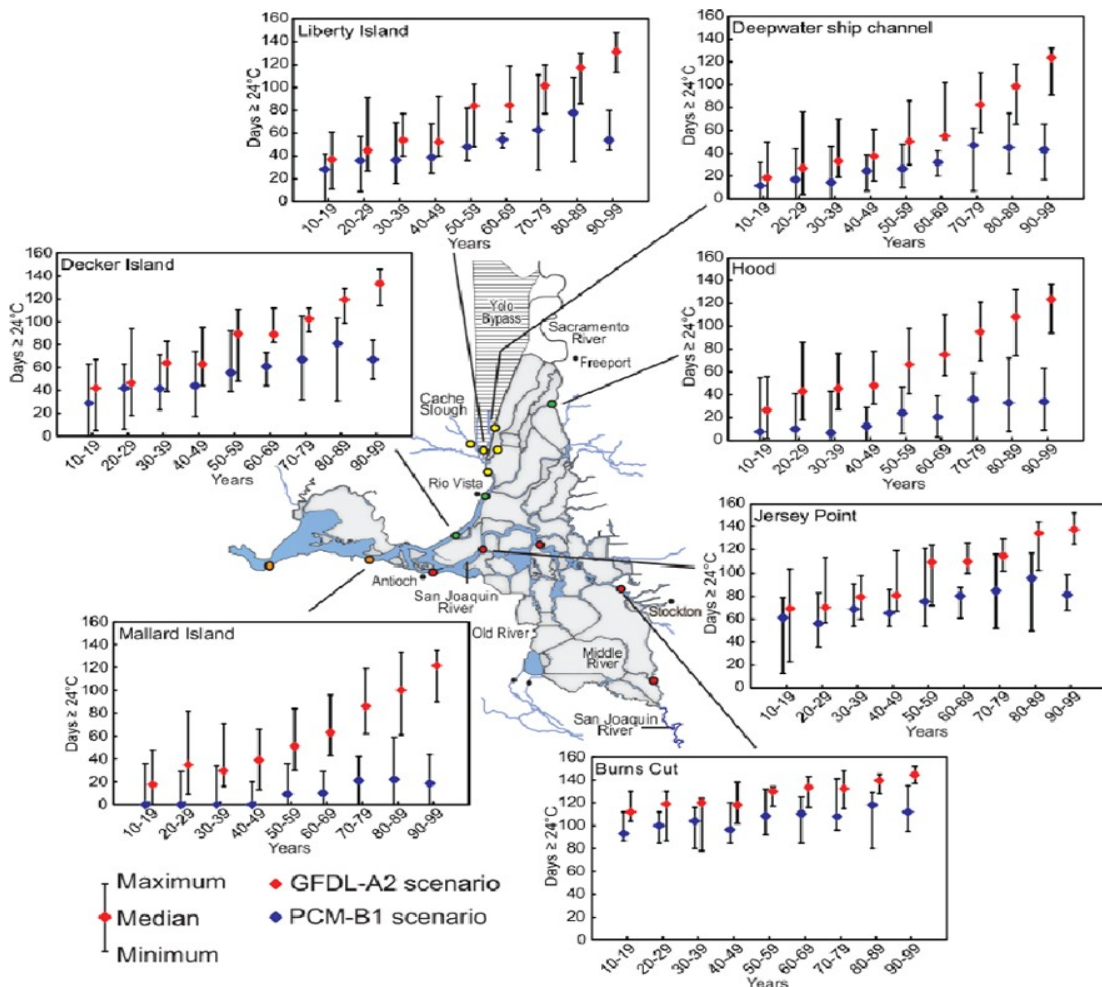 Liberty Island
Days ≥ 24°C
160
140
120
100
80
60
40
20
0
10-19
20-29
30-39
40-49
50-59
60-69
70-79
80-89
90-99
Years
Deepwater ship channel
Days ≥ 24°C
160
140
120
100
80
60
40
20
0
10-19
20-29
30-39
40-49
50-59
60-69
70-79
80-89
90-99
Years
Decker Island
Days ≥ 24°C
160
140
120
100
80
60
40
20
0
10-19
20-29
30-39
40-49
50-59
60-69
70-79
80-89
90-99
Years
Hood
Days ≥ 24°C
160
140
120
100
80
60
40
20
0
10-19
20-29
30-39
40-49
50-59
60-69
70-79
80-89
90-99
Years
Yolo
Bypass
Sacramento
River
Freeport
Cache
Slough
Rio Vista
Antioch
San Joaquin
River
Stockton
Old River
Middle
River
San Joaquin
River
Jersey Point
Days ≥ 24°C
160
140
120
100
80
60
40
20
0
10-19
20-29
30-39
40-49
50-59
60-69
70-79
80-89
90-99
Years
Mallard Island
Days ≥ 24°C
160
140
120
100
80
60
40
20
0
10-19
20-29
30-39
40-49
50-59
60-69
70-79
80-89
90-99
Years
Burns Cut
Days ≥ 24°C
160
140
120
100
80
60
40
20
0
10-19
20-29
30-39
40-49
50-59
60-69
70-79
80-89
90-99
Years
Maximum
Median
Minimum
GFDL-A2 scenario
PCM-B1 scenario